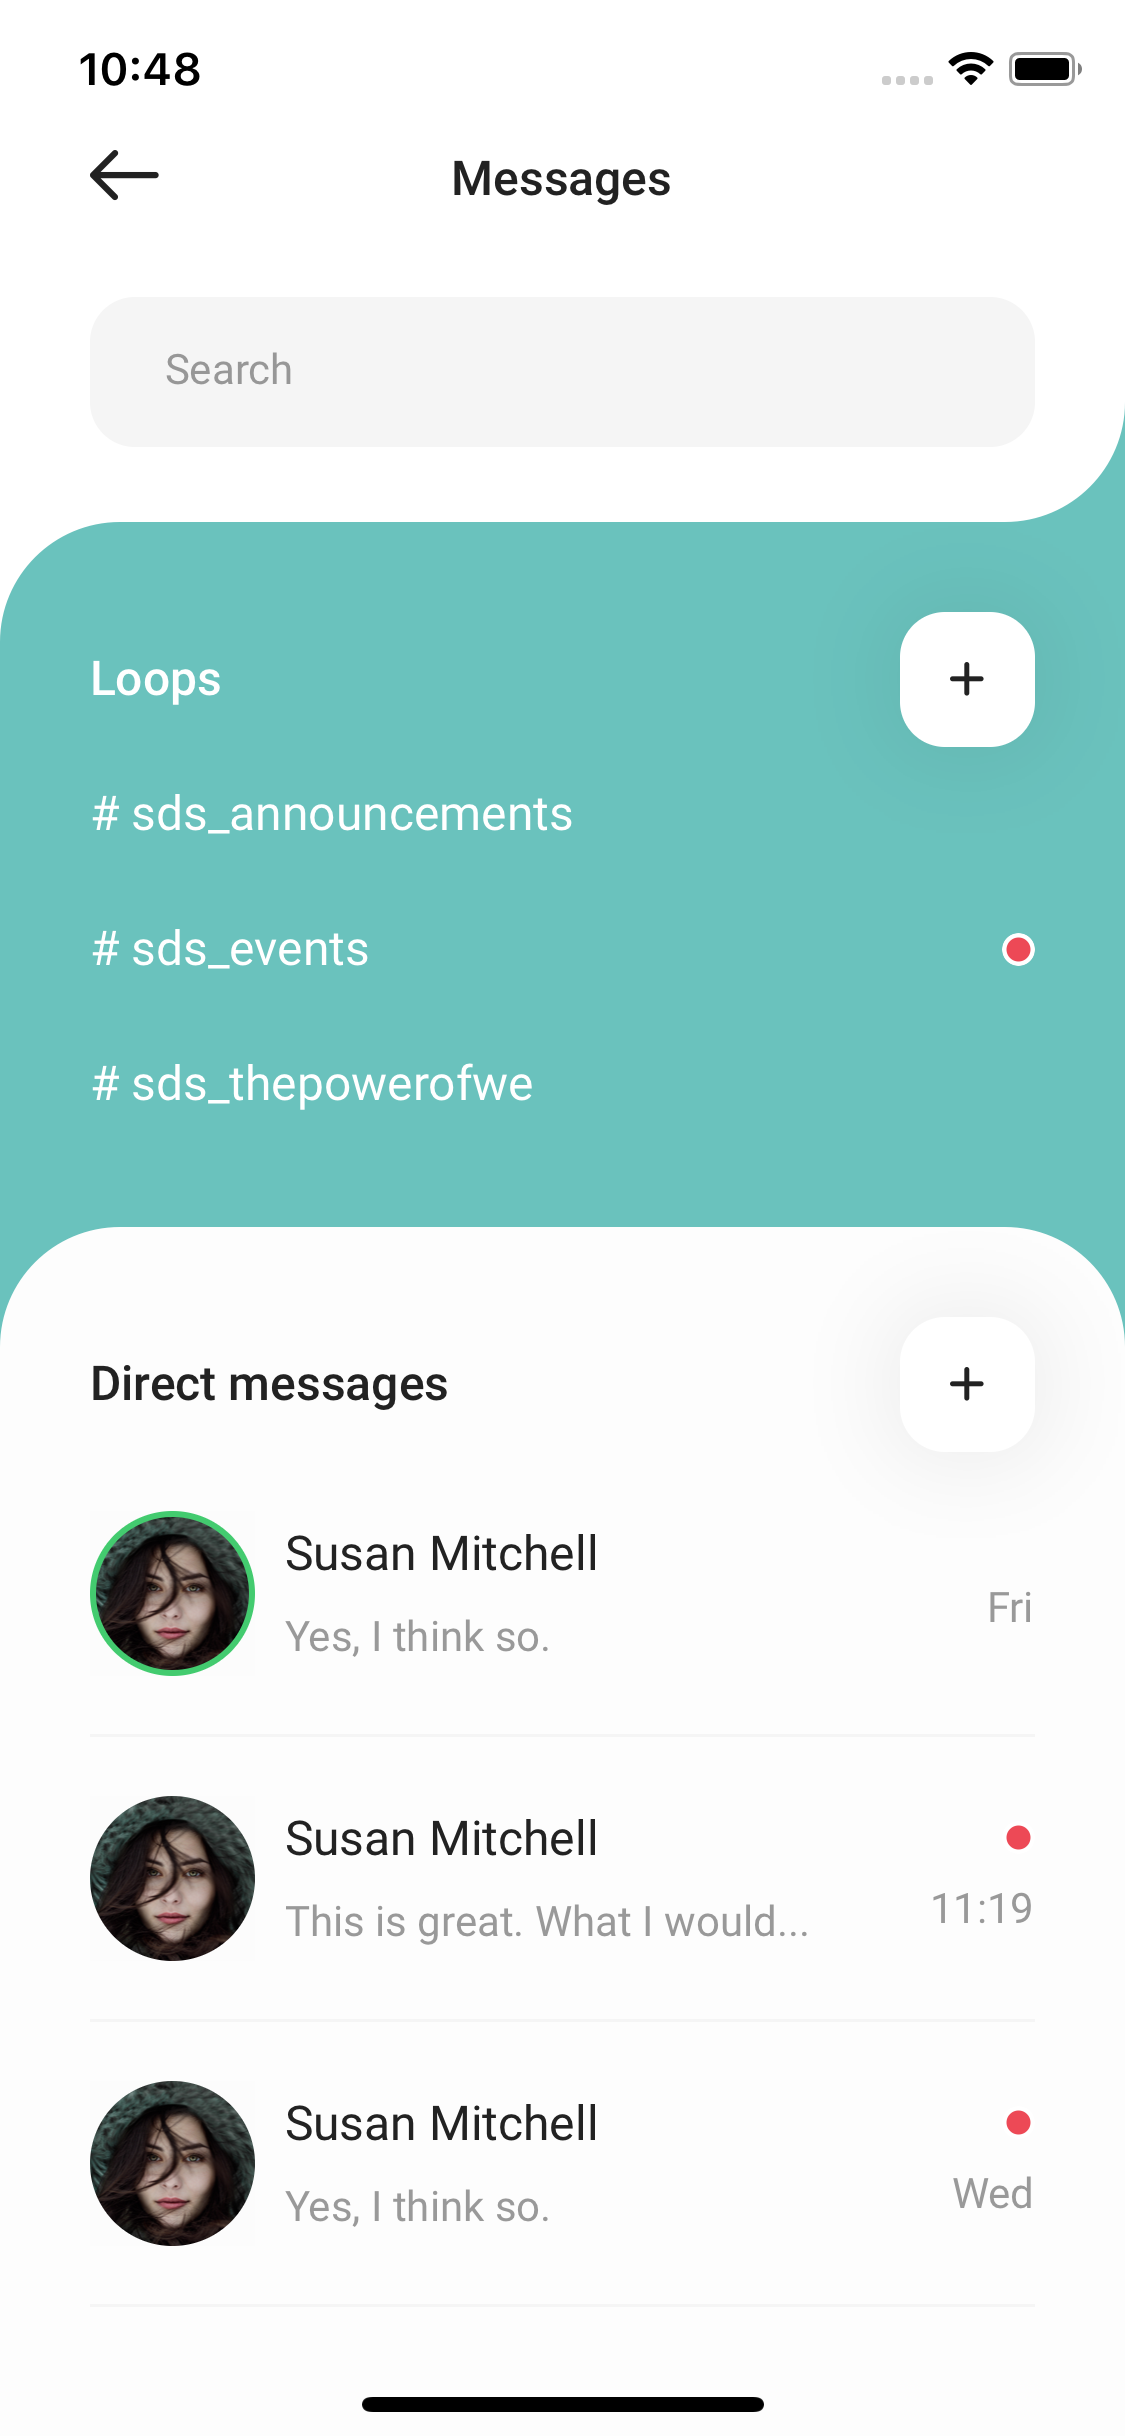 10:48
Messages
Search
Loops
+
# sds_announcements
# sds_events
# sds_thepowerofwe
Direct messages
+
Susan Mitchell
Yes, I think so.
Fri
Susan Mitchell
This is great. What I would...
11:19
Susan Mitchell
Yes, I think so.
Wed